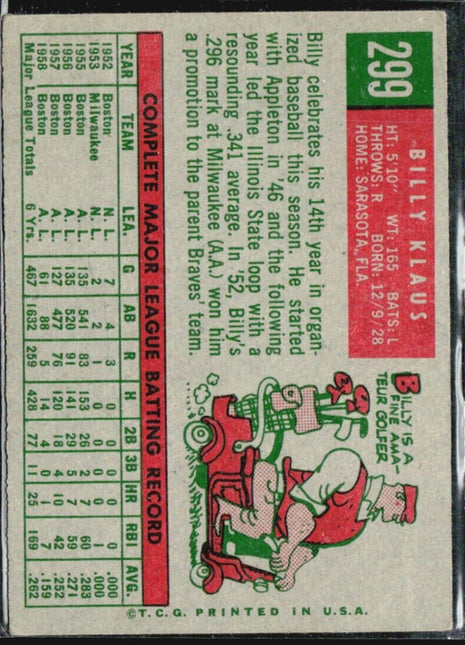 299
BILLY KLAUS
HT: 5'10" WT: 165 BATS: L
THROWS: R BORN: 12/9/28
HOME: SARASOTA, FLA.
Billy celebrates his 14th year in organ-
ized baseball this season. He started
with Appleton in '46 and the following
year led the Illinois State loop with a
resounding .341 average. In '52, Billy's
.296 mark at Milwaukee (A.A.) won him
a promotion to the parent Braves' team.
BILLY IS A
FINE AMA-
TEUR GOLFER
COMPLETE MAJOR LEAGUE BATTING RECORD
YEAR TEAM LEA. G AB R H 2B 3B HR RBI AVG.
1952 Boston N. L. 7 4 3 0 0 0 0 0 .000
1953 Milwaukee N. L. 2 2 1 0 0 0 0 1 .000
1955 Boston A. L. 135 541 83 153 26 2 7 60 .283
1956 Boston A. L. 135 520 91 141 29 5 7 59 .271
1957 Boston A. L. 127 477 76 120 18 4 10 42 .252
1958 Boston A. L. 61 88 5 14 4 0 1 7 .159
Major League Totals 6 Yrs. 467 1632 259 428 77 11 25 169 .262
©T.C.G. PRINTED IN U.S.A.